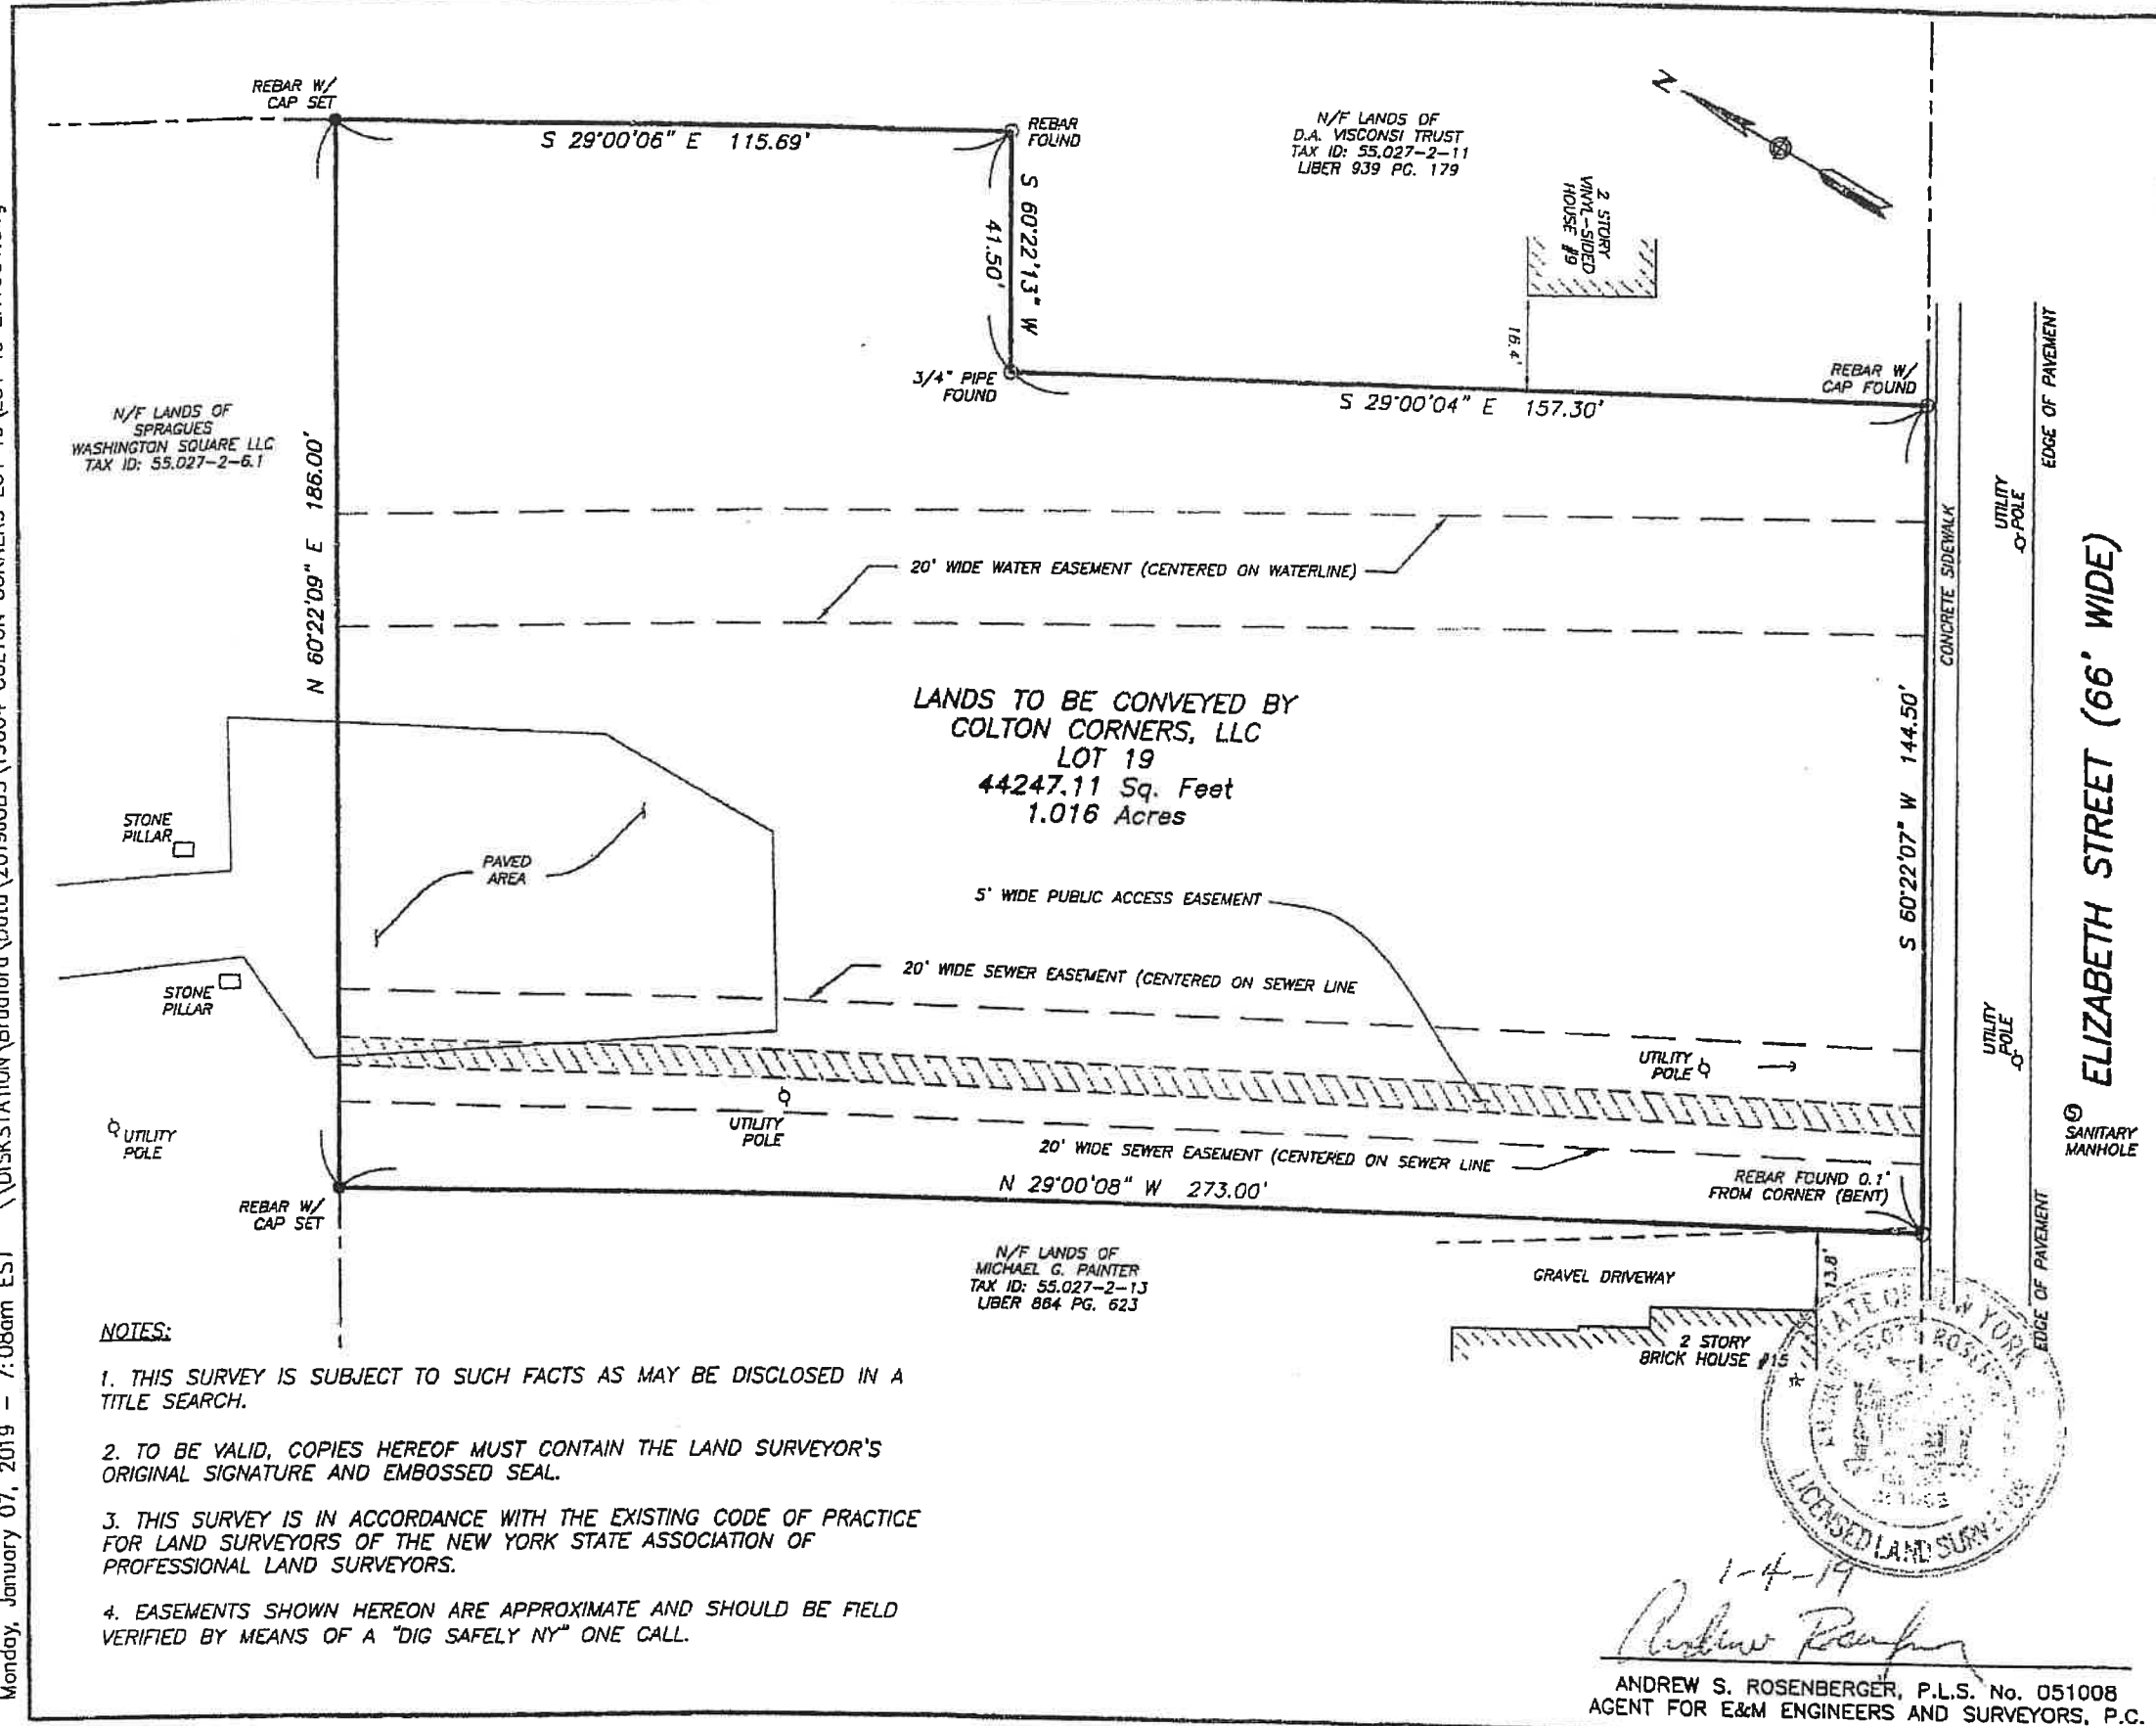 REBAR W/
CAP SET
S 29°00'06" E 115.69'
REBAR
FOUND
N/F LANDS OF
D.A. VISCONSI TRUST
TAX ID: 55.027-2-11
LIBER 939 PG. 179
N
2 STORY
VINYL-SIDED
HOUSE #9
S 60°22'13" W
41.50'
16.4'
3/4" PIPE
FOUND
REBAR W/
CAP FOUND
S 29°00'04" E 157.30'
EDGE OF PAVEMENT
N/F LANDS OF
SPRAGUES
WASHINGTON SQUARE LLC
TAX ID: 55.027-2-6.1
N 60°22'09" E 186.00'
UTILITY
POLE
CONCRETE SIDEWALK
20' WIDE WATER EASEMENT (CENTERED ON WATERLINE)
ELIZABETH STREET (66' WIDE)
LANDS TO BE CONVEYED BY
COLTON CORNERS, LLC
LOT 19
44247.11 Sq. Feet
1.016 Acres
S 60°22'07" W 144.50'
STONE
PILLAR
PAVED
AREA
5' WIDE PUBLIC ACCESS EASEMENT
20' WIDE SEWER EASEMENT (CENTERED ON SEWER LINE
STONE
PILLAR
UTILITY
POLE
UTILITY
POLE
UTILITY
POLE
UTILITY
POLE
S
SANITARY
MANHOLE
20' WIDE SEWER EASEMENT (CENTERED ON SEWER LINE
N 29°00'08" W 273.00'
REBAR FOUND 0.1'
FROM CORNER (BENT)
REBAR W/
CAP SET
EDGE OF PAVEMENT
N/F LANDS OF
MICHAEL G. PAINTER
TAX ID: 55.027-2-13
LIBER 864 PG. 623
GRAVEL DRIVEWAY
13.8'
2 STORY
BRICK HOUSE #15
NOTES:
1. THIS SURVEY IS SUBJECT TO SUCH FACTS AS MAY BE DISCLOSED IN A
TITLE SEARCH.
2. TO BE VALID, COPIES HEREOF MUST CONTAIN THE LAND SURVEYOR'S
ORIGINAL SIGNATURE AND EMBOSSED SEAL.
3. THIS SURVEY IS IN ACCORDANCE WITH THE EXISTING CODE OF PRACTICE
FOR LAND SURVEYORS OF THE NEW YORK STATE ASSOCIATION OF
PROFESSIONAL LAND SURVEYORS.
4. EASEMENTS SHOWN HEREON ARE APPROXIMATE AND SHOULD BE FIELD
VERIFIED BY MEANS OF A "DIG SAFELY NY" ONE CALL.
STATE OF NEW YORK
LICENSED LAND SURVEYOR
1-4-19
ANDREW S. ROSENBERGER, P.L.S. No. 051008
AGENT FOR E&M ENGINEERS AND SURVEYORS, P.C.
Monday, January 07, 2019 - 7:08am EST